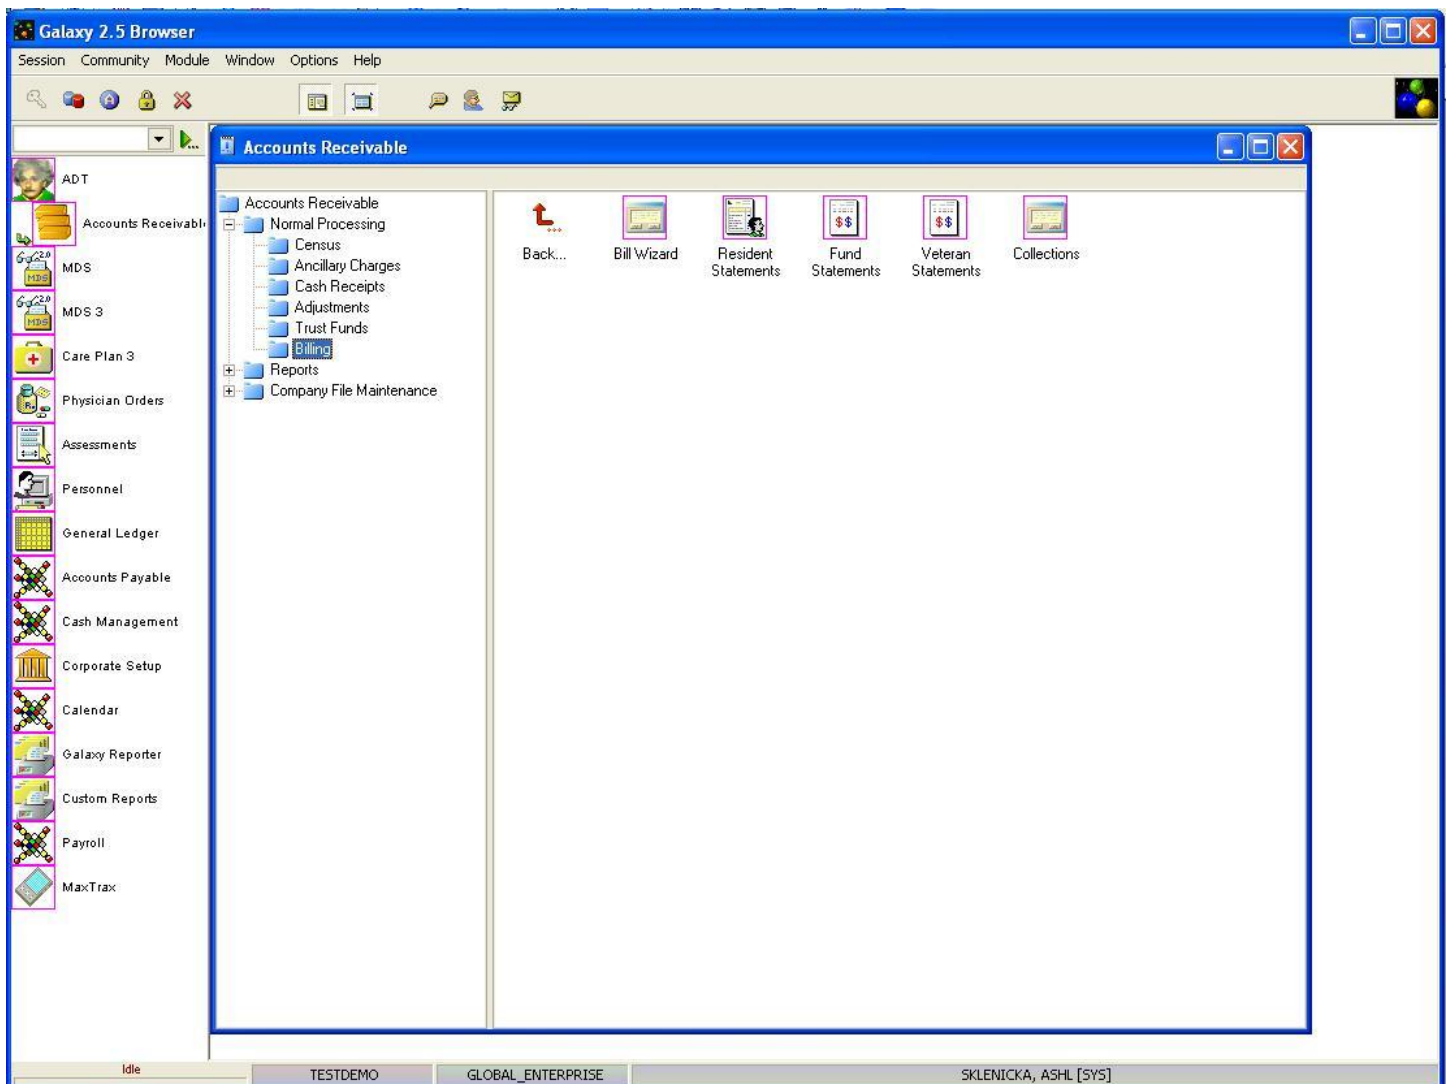 Galaxy 2.5 Browser
Session Community Module Window Options Help
Accounts Receivable
ADT
Accounts Receivabl
MDS
MDS 3
Care Plan 3
Physician Orders
Assessments
Personnel
General Ledger
Accounts Payable
Cash Management
Corporate Setup
Calendar
Galaxy Reporter
Custom Reports
Payroll
MaxTrax
Accounts Receivable
Normal Processing
Census
Ancillary Charges
Cash Receipts
Adjustments
Trust Funds
Billing
Reports
Company File Maintenance
Back...
Bill Wizard
Resident
Statements
Fund
Statements
Veteran
Statements
Collections
Idle
TESTDEMO
GLOBAL_ENTERPRISE
SKLENICKA, ASHL [SYS]